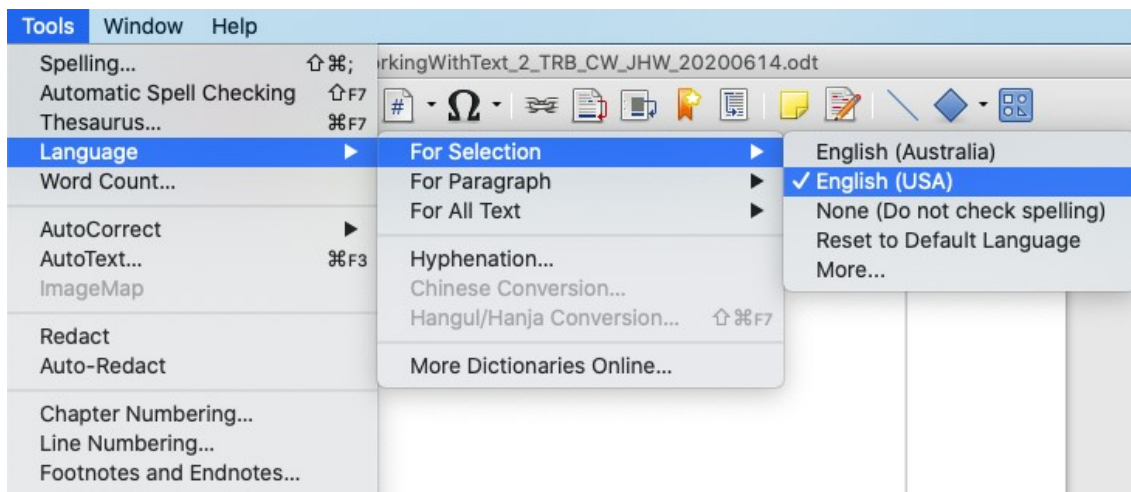 Tools Window Help
rkingWithText_2_TRB_CW_JHW_20200614.odt
Spelling... ⇧⌘;
Automatic Spell Checking ⇧F7
Thesaurus... ⌘F7
Language ▶
Word Count...
AutoCorrect ▶
AutoText... ⌘F3
ImageMap
Redact
Auto-Redact
Chapter Numbering...
Line Numbering...
Footnotes and Endnotes...
# Ω
For Selection ▶
For Paragraph ▶
For All Text ▶
Hyphenation...
Chinese Conversion...
Hangul/Hanja Conversion... ⇧⌘F7
More Dictionaries Online...
English (Australia)
✓ English (USA)
None (Do not check spelling)
Reset to Default Language
More...